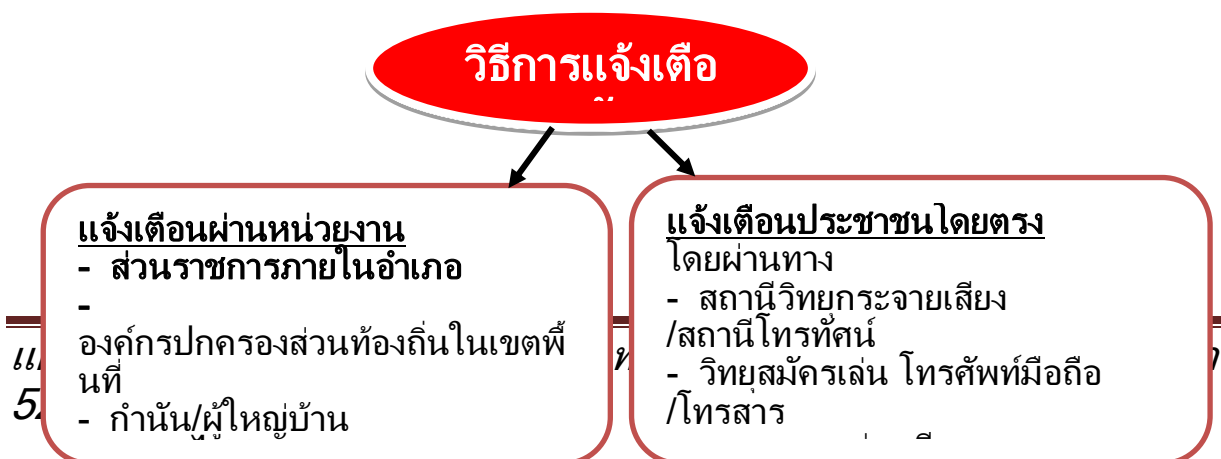 วิธีการแจ้งเตือ
แจ้งเตือนผ่านหน่วยงาน
- ส่วนราชการภายในอำเภอ
-
องค์กรปกครองส่วนท้องถิ่นในเขตพื้
นที่
- กำนัน/ผู้ใหญ่บ้าน
แจ้งเตือนประชาชนโดยตรง
โดยผ่านทาง
- สถานีวิทยุกระจายเสียง
/สถานีโทรทัศน์
- วิทยุสมัครเล่น โทรศัพท์มือถือ
/โทรสาร